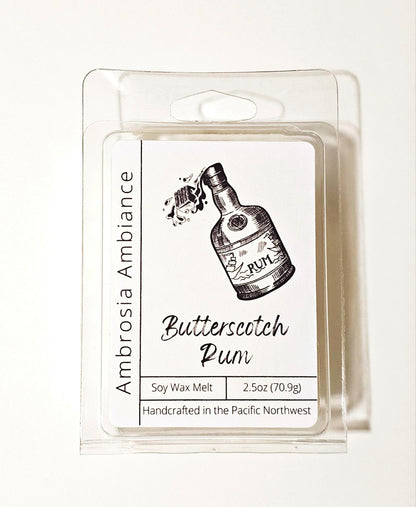 Ambrosia Ambiance
RUM
Butterscotch
Rum
Soy Wax Melt
2.5oz (70.9g)
Handcrafted in the Pacific Northwest